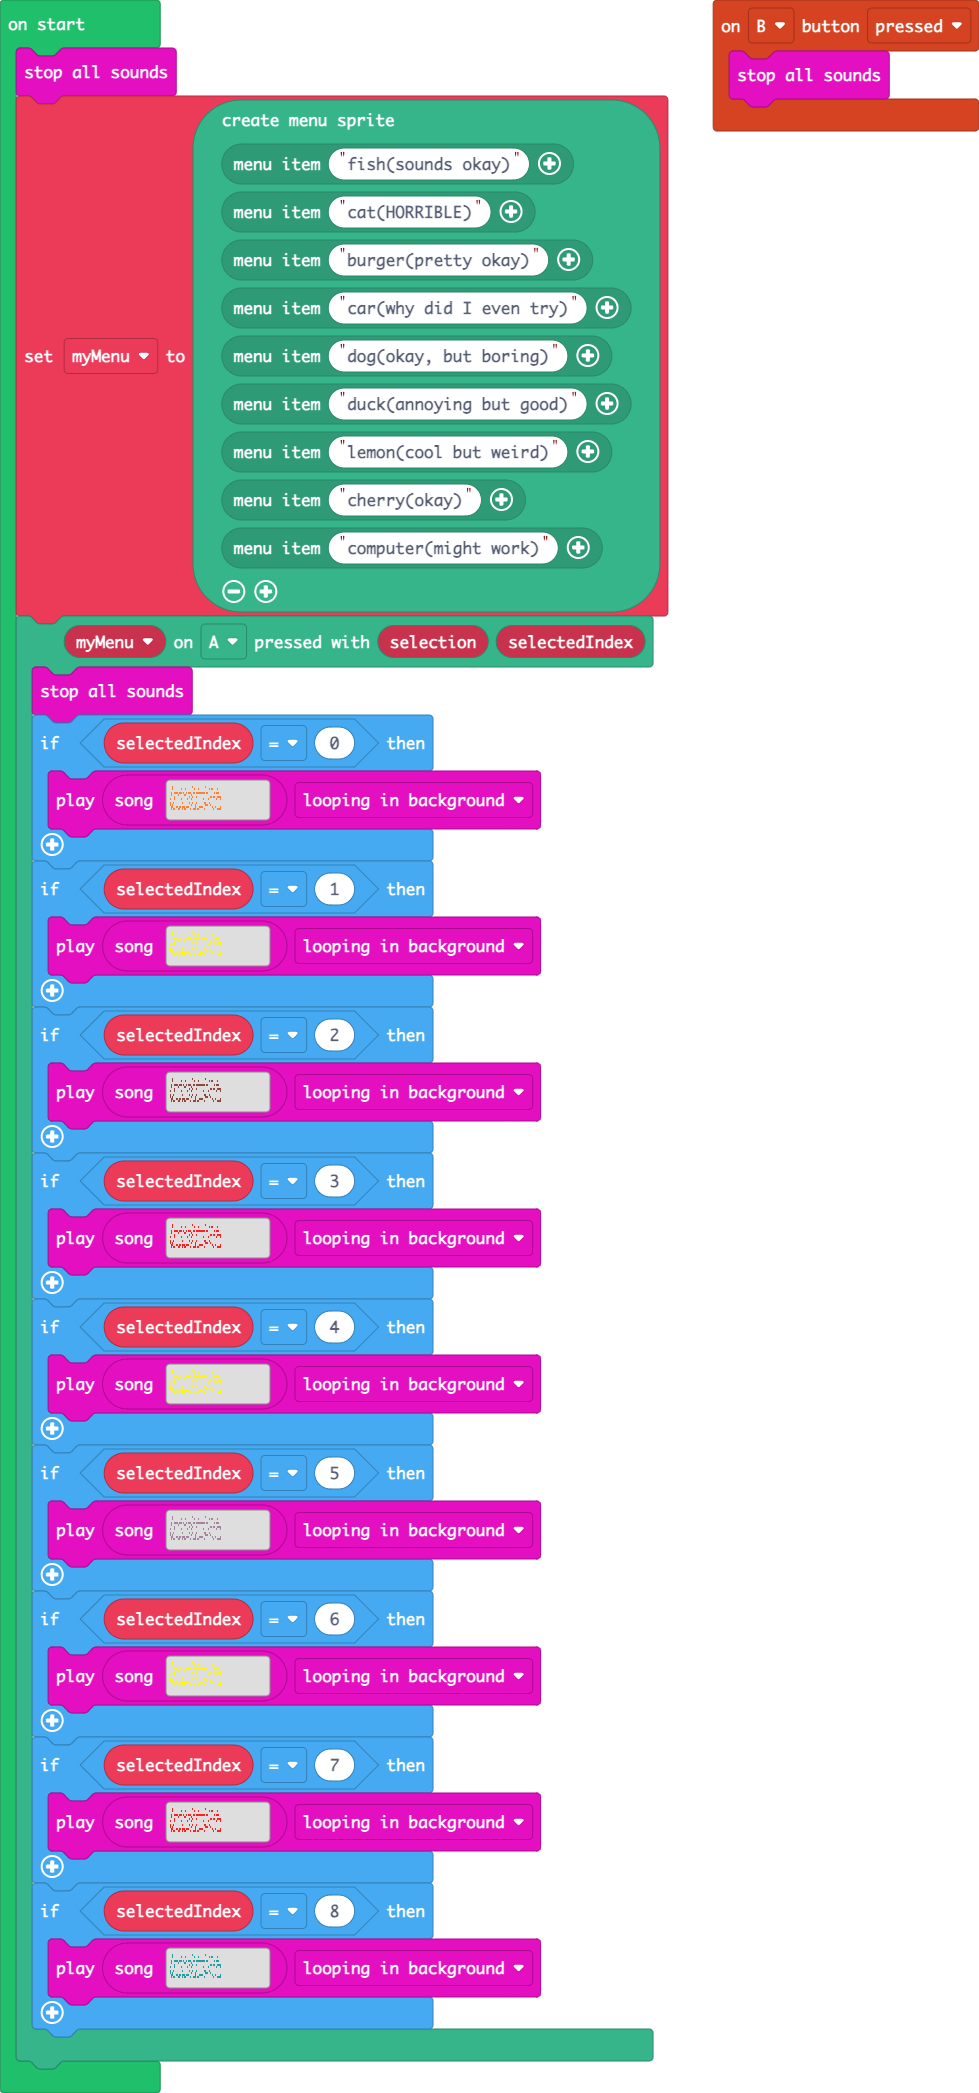 on start
stop all sounds
set myMenu to
create menu sprite
menu item "fish(sounds okay)"
menu item "cat(HORRIBLE)"
menu item "burger(pretty okay)"
menu item "car(why did I even try)"
menu item "dog(okay, but boring)"
menu item "duck(annoying but good)"
menu item "lemon(cool but weird)"
menu item "cherry(okay)"
menu item "computer(might work)"
myMenu on A pressed with selection selectedIndex
stop all sounds
if selectedIndex = 0 then
play song looping in background
if selectedIndex = 1 then
play song looping in background
if selectedIndex = 2 then
play song looping in background
if selectedIndex = 3 then
play song looping in background
if selectedIndex = 4 then
play song looping in background
if selectedIndex = 5 then
play song looping in background
if selectedIndex = 6 then
play song looping in background
if selectedIndex = 7 then
play song looping in background
if selectedIndex = 8 then
play song looping in background
on B button pressed
stop all sounds